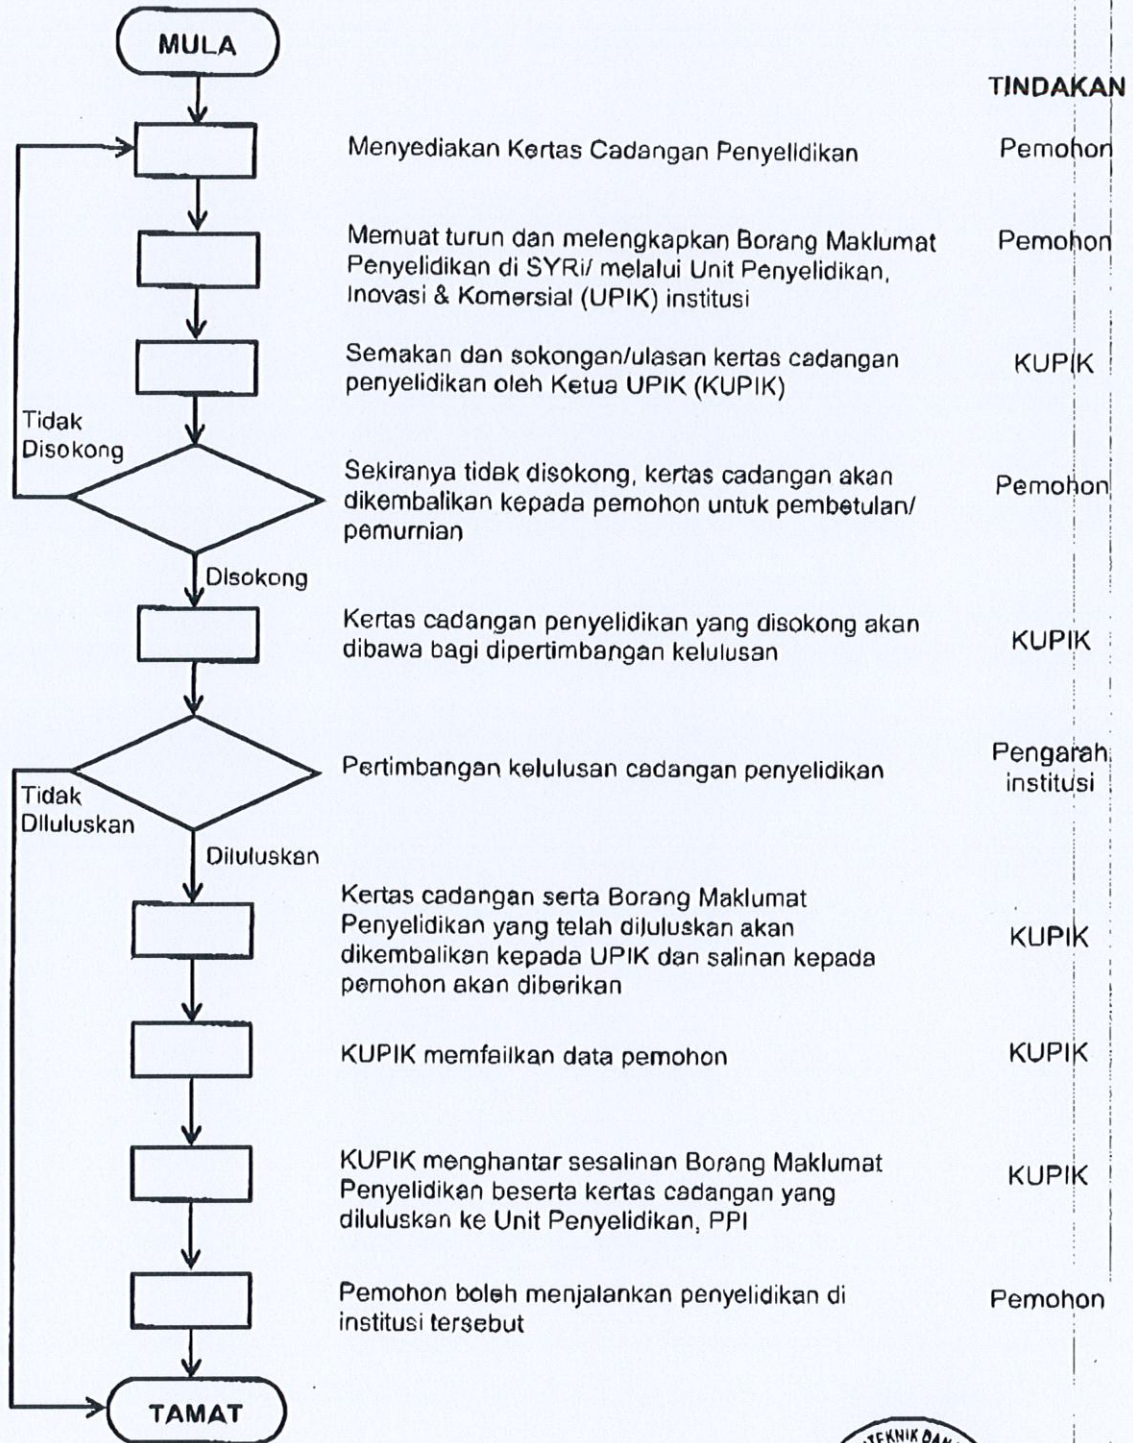 MULA
TINDAKAN
Menyediakan Kertas Cadangan Penyelidikan
Pemohon
Memuat turun dan melengkapkan Borang Maklumat
Penyelidikan di SYRi/ melalui Unit Penyelidikan,
Inovasi & Komersial (UPIK) institusi
Pemohon
Semakan dan sokongan/ulasan kertas cadangan
penyelidikan oleh Ketua UPIK (KUPIK)
KUPIK
Tidak
Disokong
Sekiranya tidak disokong, kertas cadangan akan
dikembalikan kepada pemohon untuk pembetulan/
pemurnian
Pemohon
Disokong
Kertas cadangan penyelidikan yang disokong akan
dibawa bagi dipertimbangan kelulusan
KUPIK
Pertimbangan kelulusan cadangan penyelidikan
Pengarah
institusi
Tidak
Diluluskan
Diluluskan
Kertas cadangan serta Borang Maklumat
Penyelidikan yang telah diluluskan akan
dikembalikan kepada UPIK dan salinan kepada
pemohon akan diberikan
KUPIK
KUPIK memfailkan data pemohon
KUPIK
KUPIK menghantar sesalinan Borang Maklumat
Penyelidikan beserta kertas cadangan yang
diluluskan ke Unit Penyelidikan, PPI
KUPIK
Pemohon boleh menjalankan penyelidikan di
institusi tersebut
Pemohon
TAMAT
TEKNIK DAN